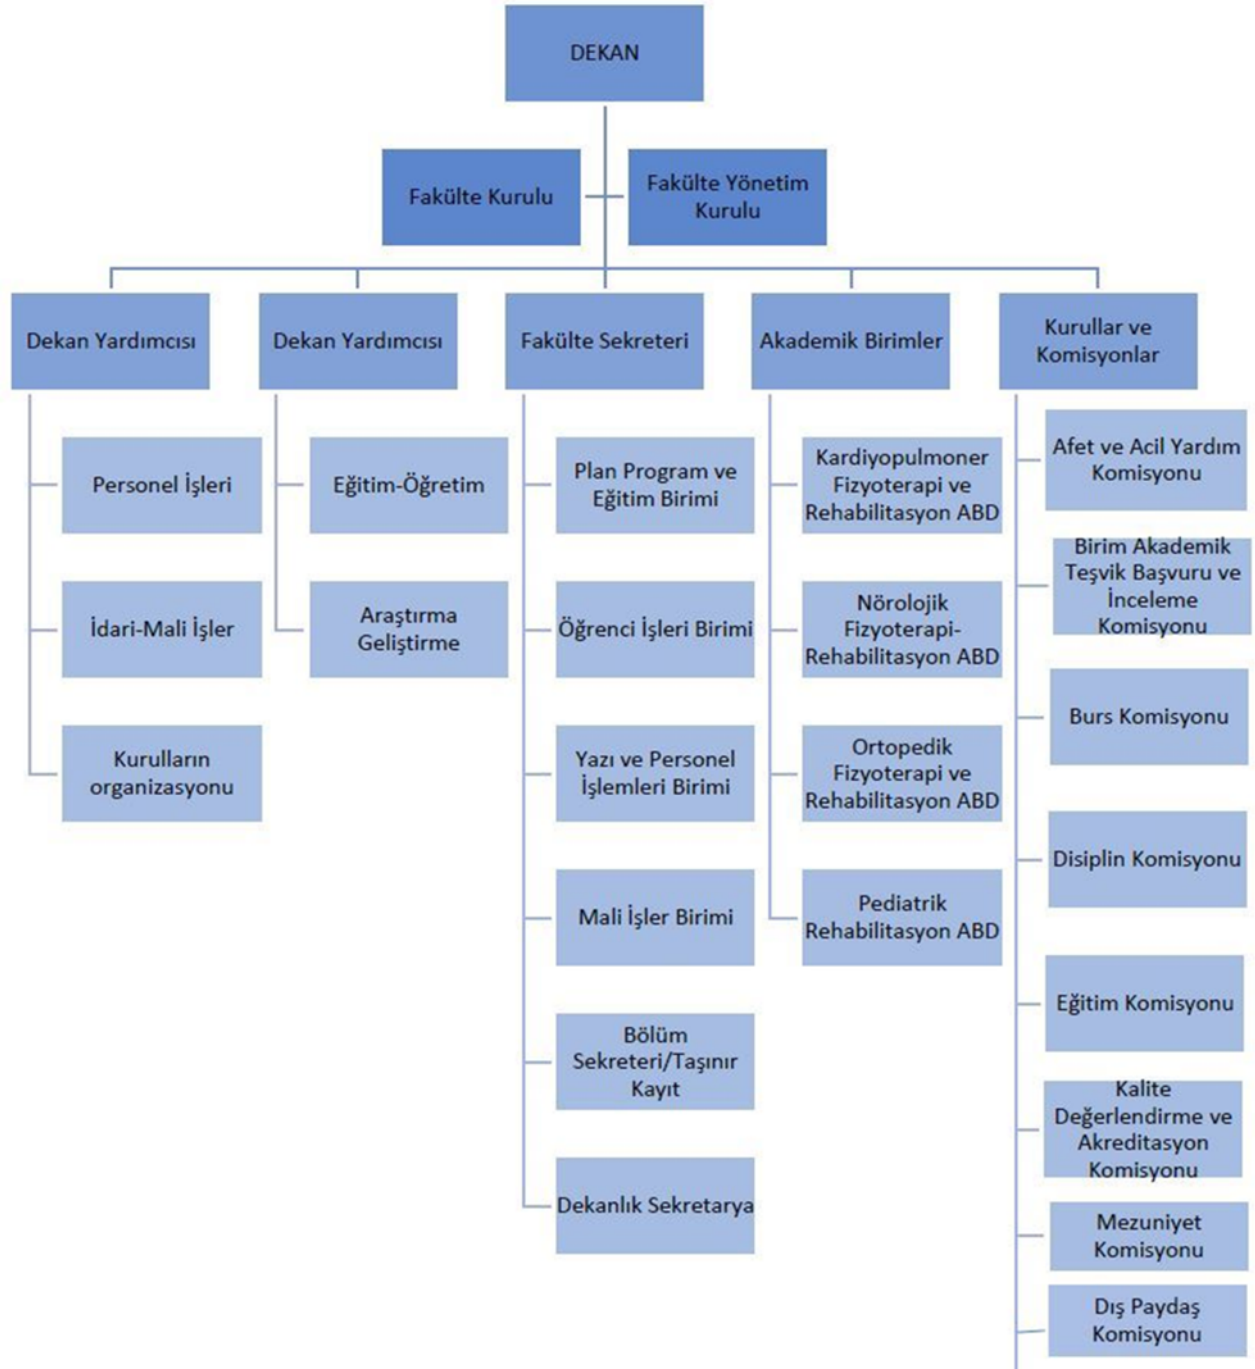 DEKAN
Fakülte Kurulu
Fakülte Yönetim
Kurulu
Dekan Yardımcısı
Dekan Yardımcısı
Fakülte Sekreteri
Akademik Birimler
Kurullar ve
Komisyonlar
Personel İşleri
İdari-Mali İşler
Kurulların
organizasyonu
Eğitim-Öğretim
Araştırma
Geliştirme
Plan Program ve
Eğitim Birimi
Öğrenci İşleri Birimi
Yazı ve Personel
İşlemleri Birimi
Mali İşler Birimi
Bölüm
Sekreteri/Taşınır
Kayıt
Dekanlık Sekretarya
Kardiyopulmoner
Fizyoterapi ve
Rehabilitasyon ABD
Nörolojik
Fizyoterapi-
Rehabilitasyon ABD
Ortopedik
Fizyoterapi ve
Rehabilitasyon ABD
Pediatrik
Rehabilitasyon ABD
Afet ve Acil Yardım
Komisyonu
Birim Akademik
Teşvik Başvuru ve
İnceleme
Komisyonu
Burs Komisyonu
Disiplin Komisyonu
Eğitim Komisyonu
Kalite
Değerlendirme ve
Akreditasyon
Komisyonu
Mezuniyet
Komisyonu
Dış Paydaş
Komisyonu